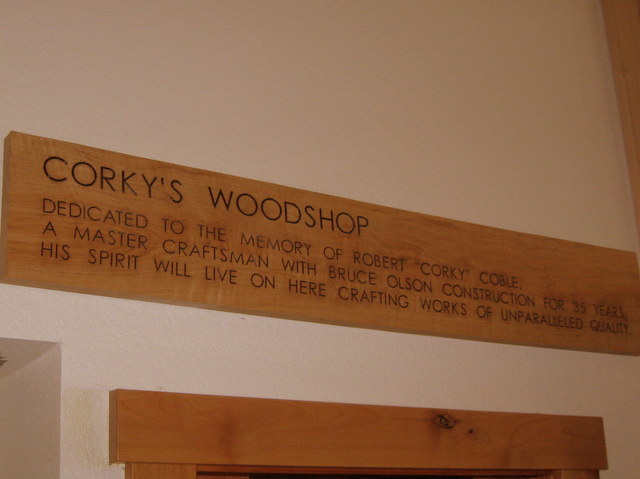 CORKY'S WOODSHOP
DEDICATED TO THE MEMORY OF ROBERT "CORKY" COBLE.
A MASTER CRAFTSMAN WITH BRUCE OLSON CONSTRUCTION FOR 35 YEARS,
HIS SPIRIT WILL LIVE ON HERE CRAFTING WORKS OF UNPARALLELED QUALITY